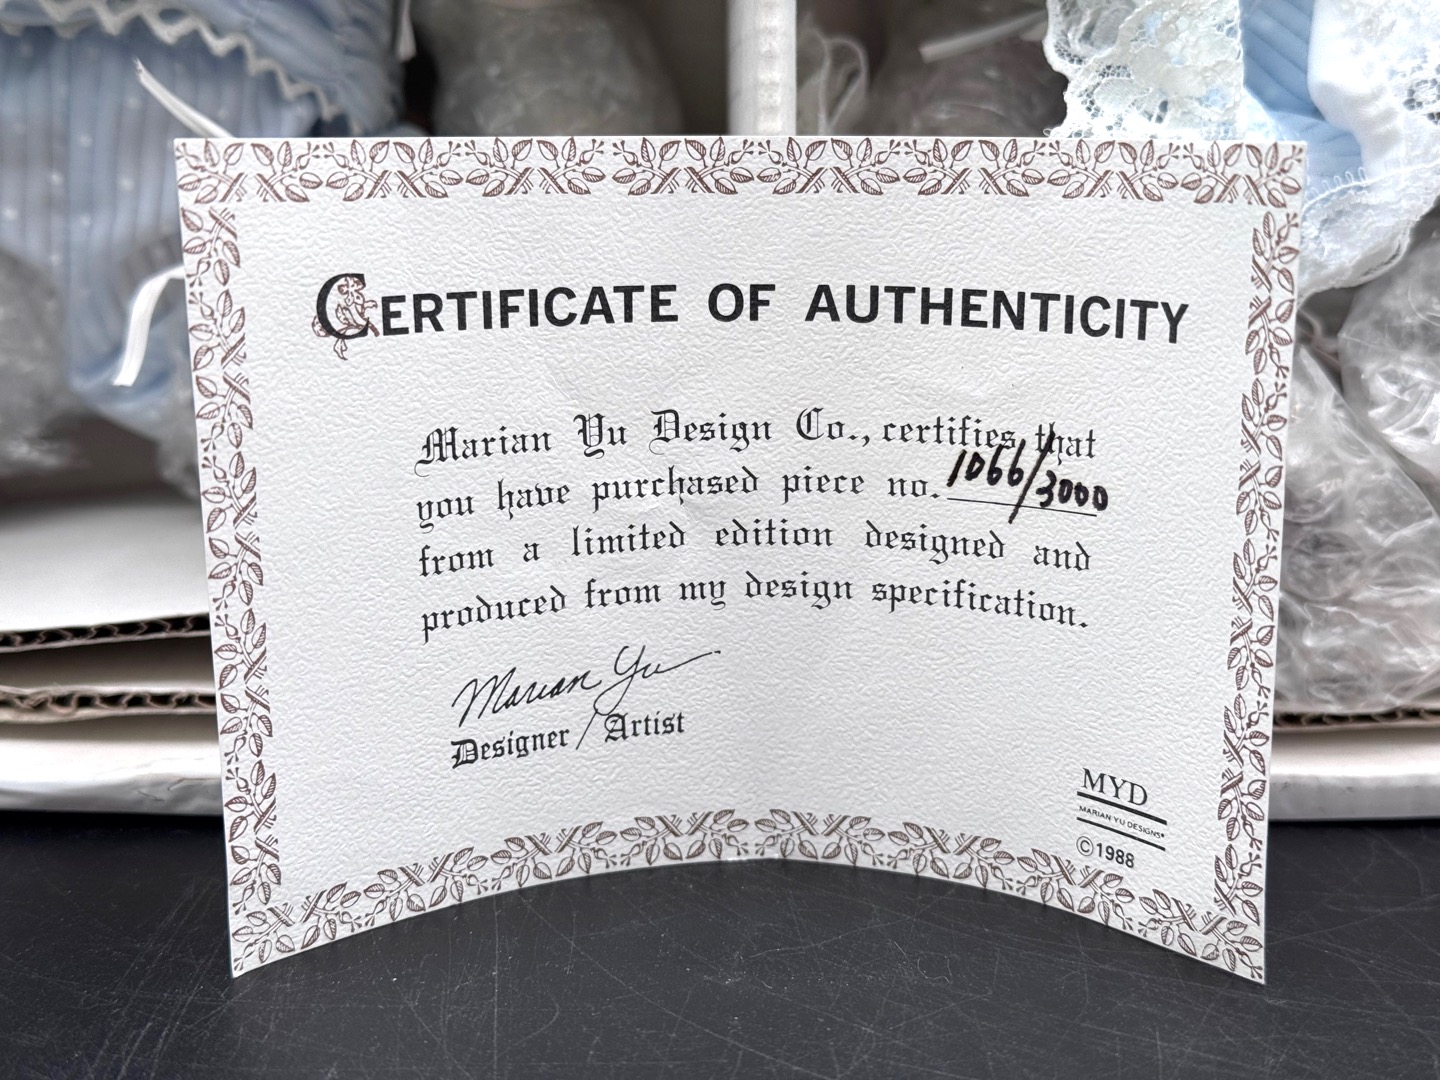 CERTIFICATE OF AUTHENTICITY
Marian Yu Design Co., certifies that
you have purchased piece no. 1066/3000
from a limited edition designed and
produced from my design specification.
Marian Yu
Designer / Artist
MYD
MARIAN YU DESIGNS®
©1988